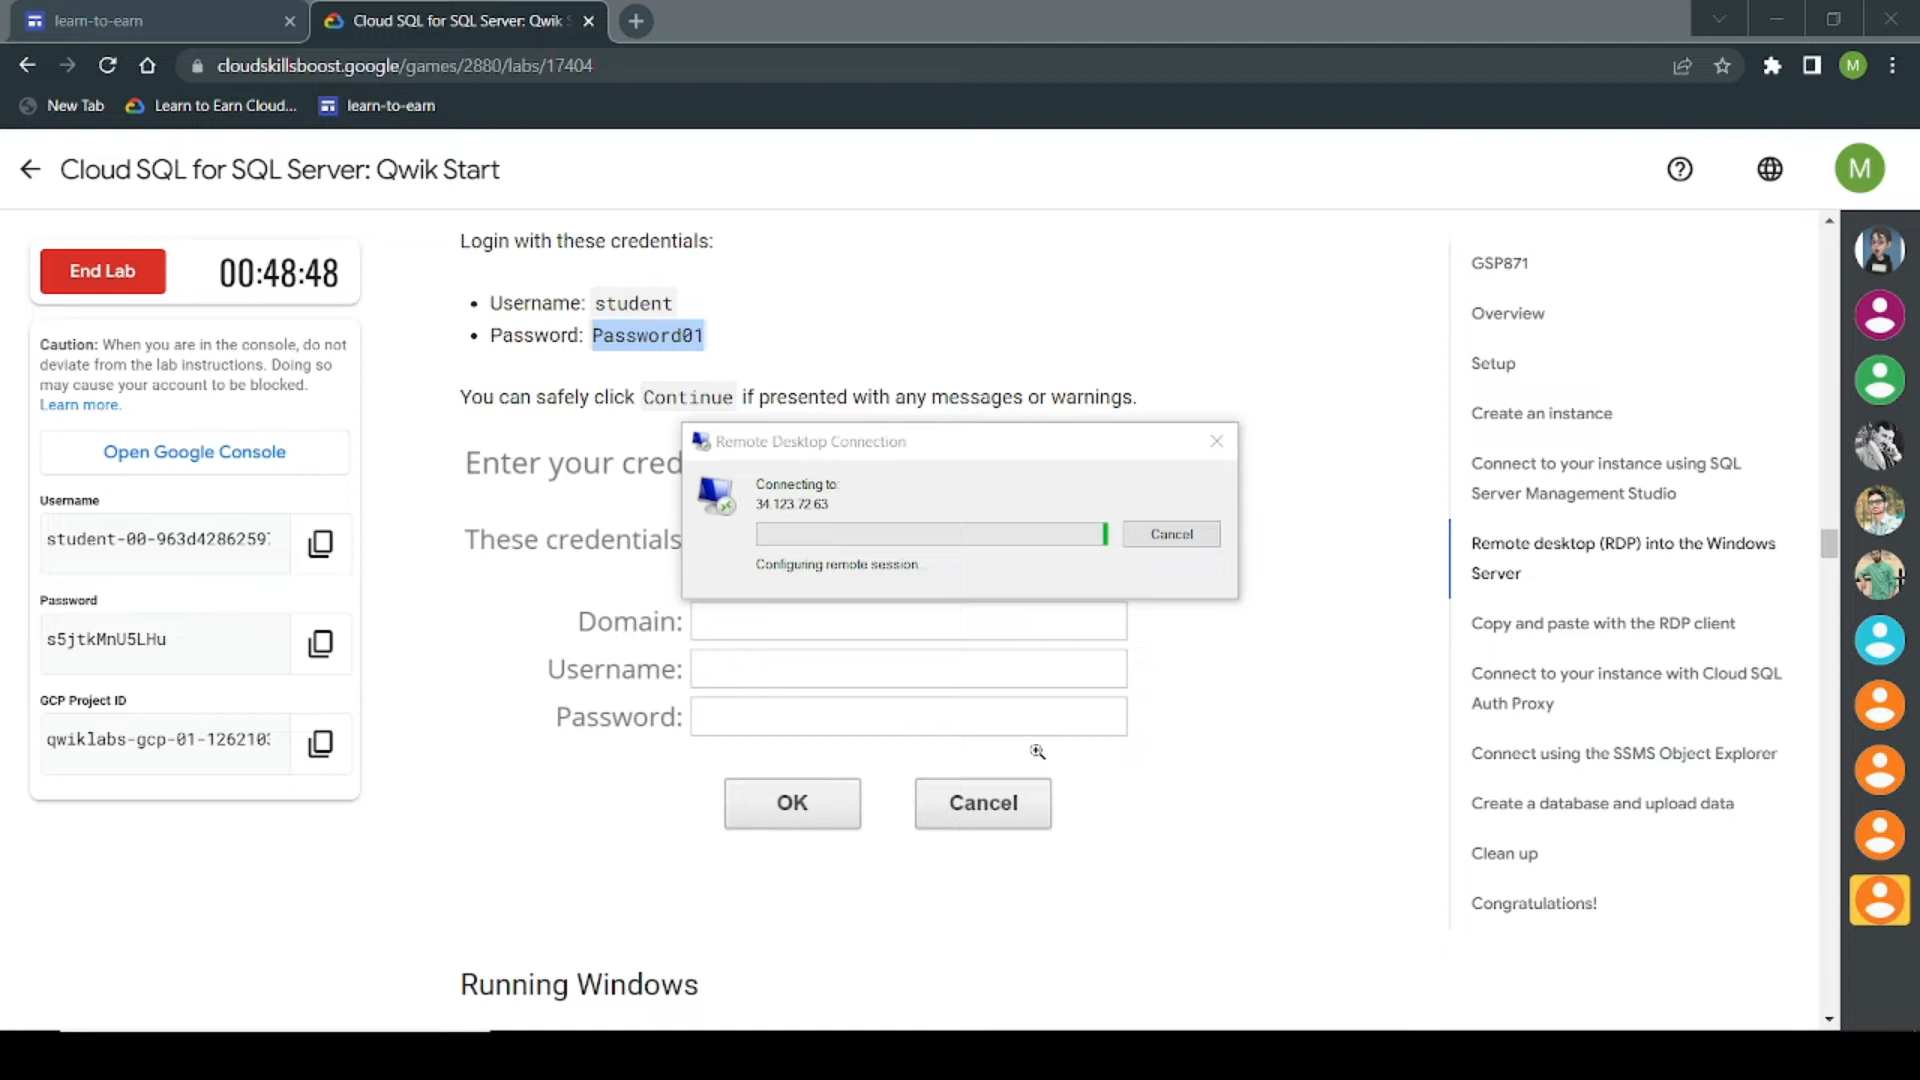 learn-to-earn
Cloud SQL for SQL Server: Qwik S
cloudskillsboost.google/games/2880/labs/17404
M
New Tab
Learn to Earn Cloud...
learn-to-earn
Cloud SQL for SQL Server: Qwik Start
M
End Lab
00:48:48
Caution: When you are in the console, do not
deviate from the lab instructions. Doing so
may cause your account to be blocked.
Learn more.
Open Google Console
Username
student-00-963d4286259
Password
s5jtkMnU5LHu
GCP Project ID
qwiklabs-gcp-01-126210
Login with these credentials:
• Username: student
• Password: Password01
You can safely click Continue if presented with any messages or warnings.
Enter your cred
These credentials
Remote Desktop Connection
Connecting to:
34.123.72.63
Cancel
Configuring remote session...
Domain:
Username:
Password:
OK
Cancel
Running Windows
GSP871
Overview
Setup
Create an instance
Connect to your instance using SQL
Server Management Studio
Remote desktop (RDP) into the Windows
Server
Copy and paste with the RDP client
Connect to your instance with Cloud SQL
Auth Proxy
Connect using the SSMS Object Explorer
Create a database and upload data
Clean up
Congratulations!